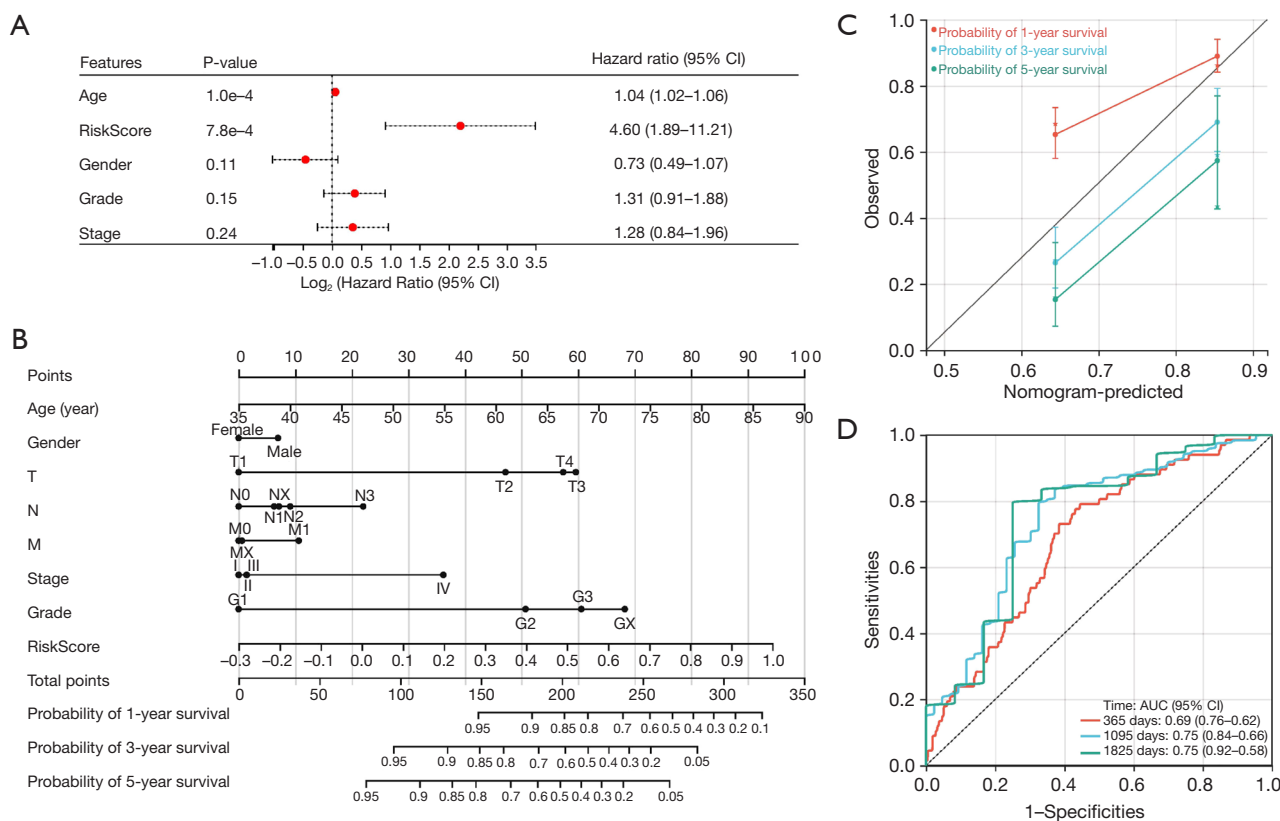 A
Features P-value Hazard ratio (95% CI)
Age 1.0e–4 1.04 (1.02–1.06)
RiskScore 7.8e–4 4.60 (1.89–11.21)
Gender 0.11 0.73 (0.49–1.07)
Grade 0.15 1.31 (0.91–1.88)
Stage 0.24 1.28 (0.84–1.96)
–1.0 –0.5 0.0 0.5 1.0 1.5 2.0 2.5 3.0 3.5
Log₂ (Hazard Ratio (95% CI)
B
0 10 20 30 40 50 60 70 80 90 100
Points
Age (year)
35 40 45 50 55 60 65 70 75 80 85 90
Female
Gender
Male
T1 T4
T
T2 T3
N0 NX N3
N
N1 N2
M0 M1
M
MX
I III
Stage
II IV
G1 G3
Grade
G2 GX
RiskScore
–0.3 –0.2 –0.1 0.0 0.1 0.2 0.3 0.4 0.5 0.6 0.7 0.8 0.9 1.0
Total points
0 50 100 150 200 250 300 350
Probability of 1-year survival
0.95 0.9 0.85 0.8 0.7 0.6 0.5 0.4 0.3 0.2 0.1
Probability of 3-year survival
0.95 0.9 0.85 0.8 0.7 0.6 0.5 0.4 0.3 0.2 0.05
Probability of 5-year survival
0.95 0.9 0.85 0.8 0.7 0.6 0.5 0.4 0.3 0.2 0.05
C
1.0
Probability of 1-year survival
Probability of 3-year survival
Probability of 5-year survival
0.8
0.6
0.4
0.2
0.0
Observed
0.5 0.6 0.7 0.8 0.9
Nomogram-predicted
D
1.0
0.8
0.6
0.4
0.2
0.0
Sensitivities
Time: AUC (95% CI)
365 days: 0.69 (0.76–0.62)
1095 days: 0.75 (0.84–0.66)
1825 days: 0.75 (0.92–0.58)
0.0 0.2 0.4 0.6 0.8 1.0
1–Specificities